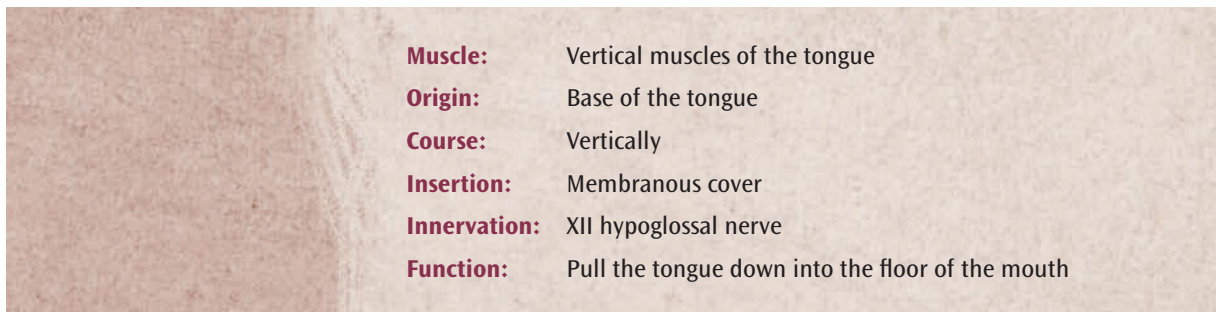 Muscle: Vertical muscles of the tongue
Origin: Base of the tongue
Course: Vertically
Insertion: Membranous cover
Innervation: XII hypoglossal nerve
Function: Pull the tongue down into the floor of the mouth